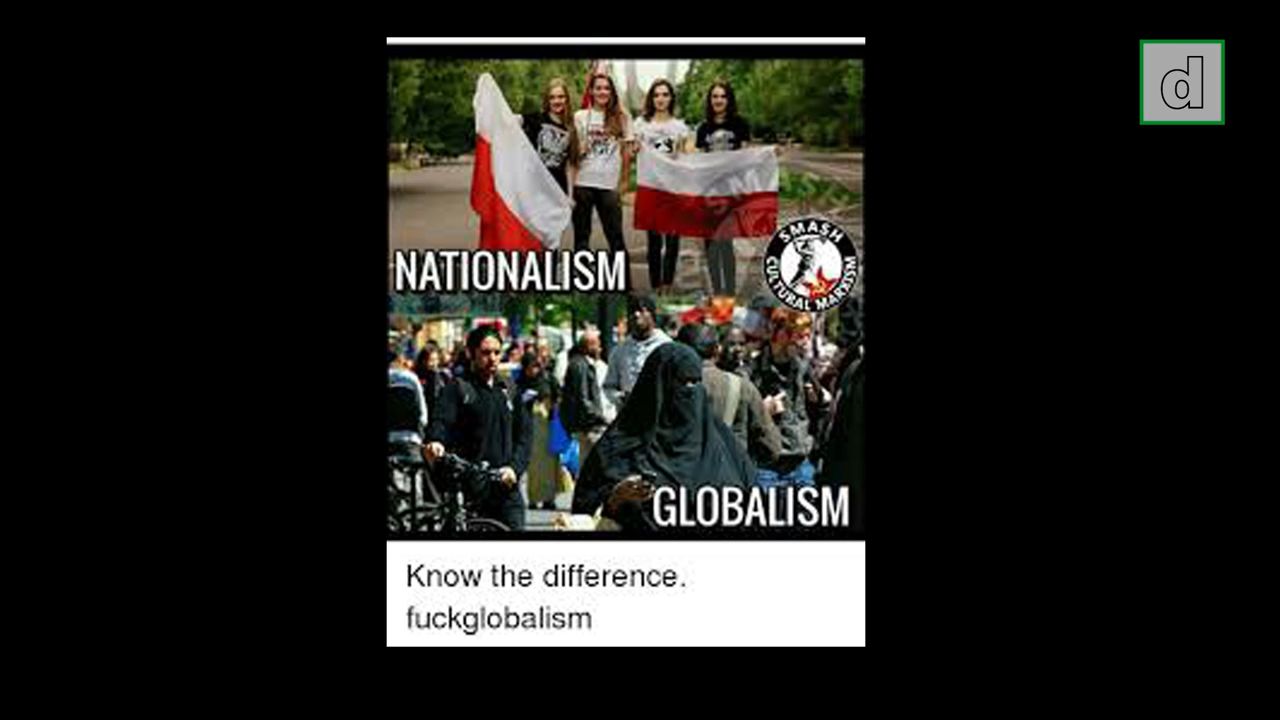 d
NATIONALISM
SMASH CULTURAL MARXISM
GLOBALISM
Know the difference.
fuckglobalism